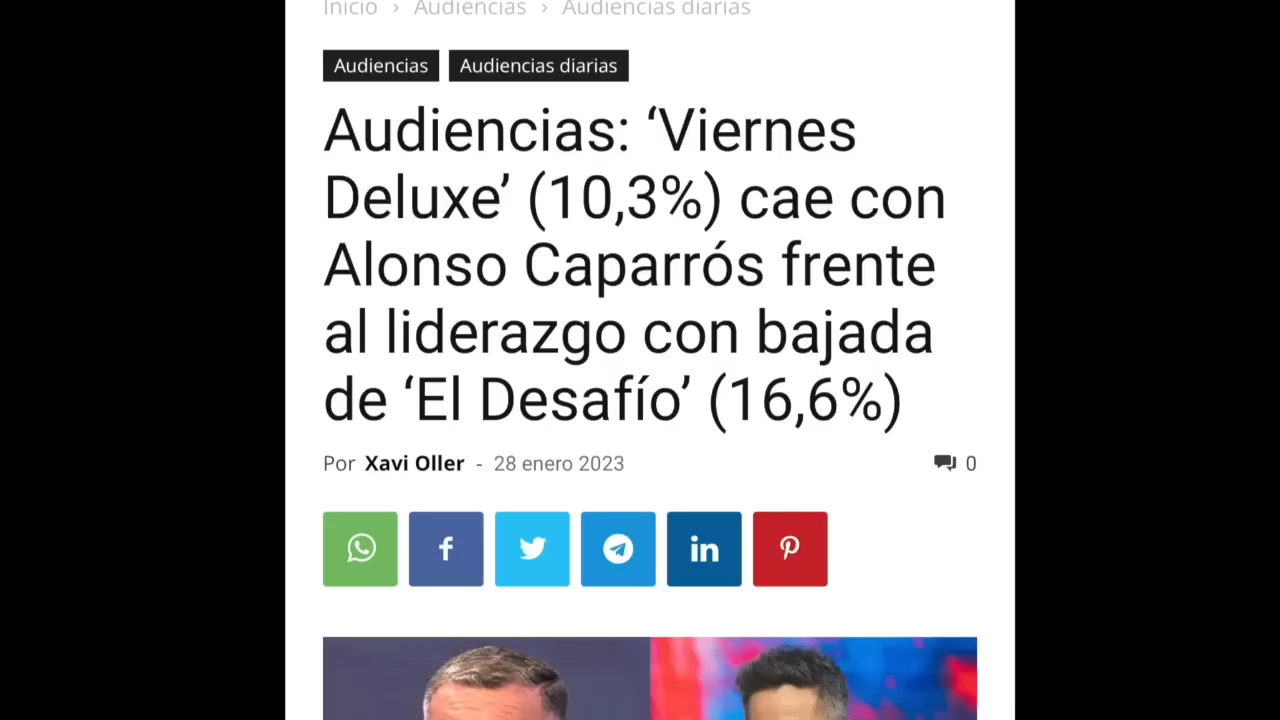 Inicio › Audiencias › Audiencias diarias
Audiencias Audiencias diarias
Audiencias: ‘Viernes
Deluxe’ (10,3%) cae con
Alonso Caparrós frente
al liderazgo con bajada
de ‘El Desafío’ (16,6%)
Por Xavi Oller - 28 enero 2023 0